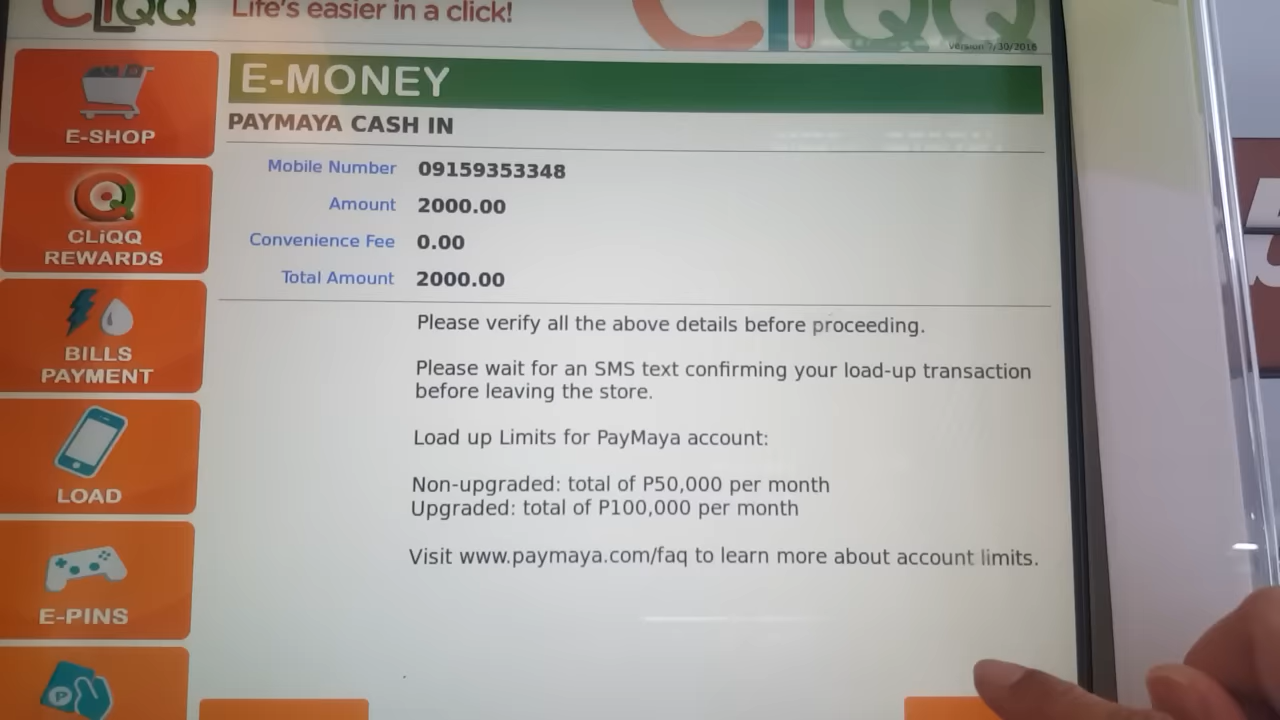 CLiQQ
Life's easier in a click!
CliQQ
Version 7/30/2018
E-SHOP
CLiQQ
REWARDS
BILLS
PAYMENT
LOAD
E-PINS
P
E-MONEY
PAYMAYA CASH IN
Mobile Number 09159353348
Amount 2000.00
Convenience Fee 0.00
Total Amount 2000.00
Please verify all the above details before proceeding.
Please wait for an SMS text confirming your load-up transaction
before leaving the store.
Load up Limits for PayMaya account:
Non-upgraded: total of P50,000 per month
Upgraded: total of P100,000 per month
Visit www.paymaya.com/faq to learn more about account limits.